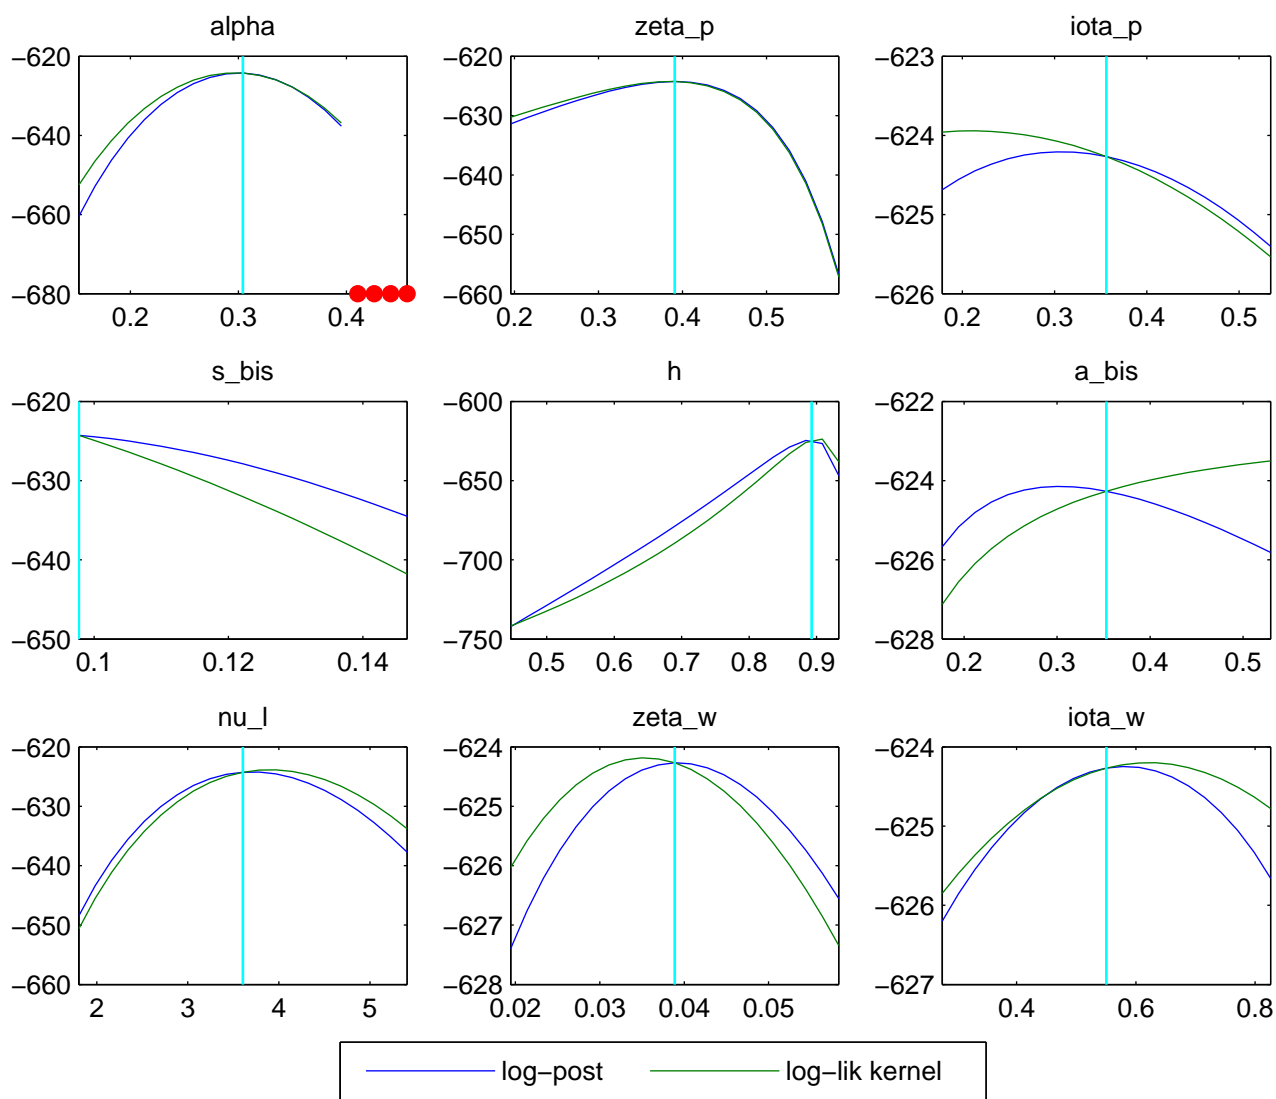 alpha
zeta_p
iota_p
−620
−640
−660
−680
0.2 0.3 0.4
−620
−630
−640
−650
−660
0.2 0.3 0.4 0.5
−623
−624
−625
−626
0.2 0.3 0.4 0.5
s_bis
h
a_bis
−620
−630
−640
−650
0.1 0.12 0.14
−600
−650
−700
−750
0.5 0.6 0.7 0.8 0.9
−622
−624
−626
−628
0.2 0.3 0.4 0.5
nu_l
zeta_w
iota_w
−620
−630
−640
−650
−660
2 3 4 5
−624
−625
−626
−627
−628
0.02 0.03 0.04 0.05
−624
−625
−626
−627
0.4 0.6 0.8
log−post log−lik kernel